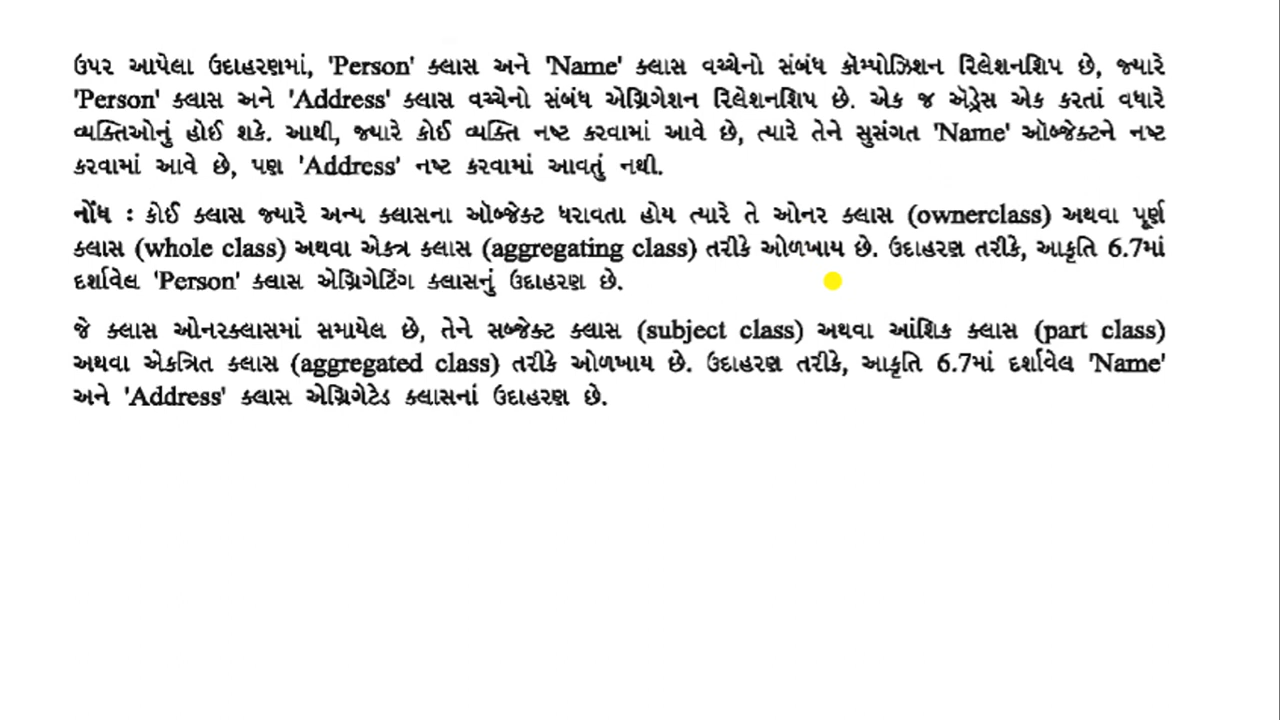 ઉપર આપેલા ઉદાહરણમાં, 'Person' ક્લાસ અને 'Name' ક્લાસ વચ્ચેનો સંબંધ કૉમ્પોઝિશન રિલેશનશિપ છે, જ્યારે
'Person' ક્લાસ અને 'Address' ક્લાસ વચ્ચેનો સંબંધ એગ્રિગેશન રિલેશનશિપ છે. એક જ ઍડ્રેસ એક કરતાં વધારે
વ્યક્તિઓનું હોઈ શકે. આથી, જ્યારે કોઈ વ્યક્તિ નષ્ટ કરવામાં આવે છે, ત્યારે તેને સુસંગત 'Name' ઑબ્જેક્ટને નષ્ટ
કરવામાં આવે છે, પણ 'Address' નષ્ટ કરવામાં આવતું નથી.
નોંધ : કોઈ ક્લાસ જ્યારે અન્ય ક્લાસના ઑબ્જેક્ટ ધરાવતા હોય ત્યારે તે ઓનર ક્લાસ (ownerclass) અથવા પૂર્ણ
ક્લાસ (whole class) અથવા એકત્ર ક્લાસ (aggregating class) તરીકે ઓળખાય છે. ઉદાહરણ તરીકે, આકૃતિ 6.7માં
દર્શાવેલ 'Person' ક્લાસ એગ્રિગેટિંગ ક્લાસનું ઉદાહરણ છે.
જે ક્લાસ ઓનરક્લાસમાં સમાયેલ છે, તેને સબ્જેક્ટ ક્લાસ (subject class) અથવા આંશિક ક્લાસ (part class)
અથવા એકત્રિત ક્લાસ (aggregated class) તરીકે ઓળખાય છે. ઉદાહરણ તરીકે, આકૃતિ 6.7માં દર્શાવેલ 'Name'
અને 'Address' ક્લાસ એગ્રિગેટેડ ક્લાસનાં ઉદાહરણ છે.